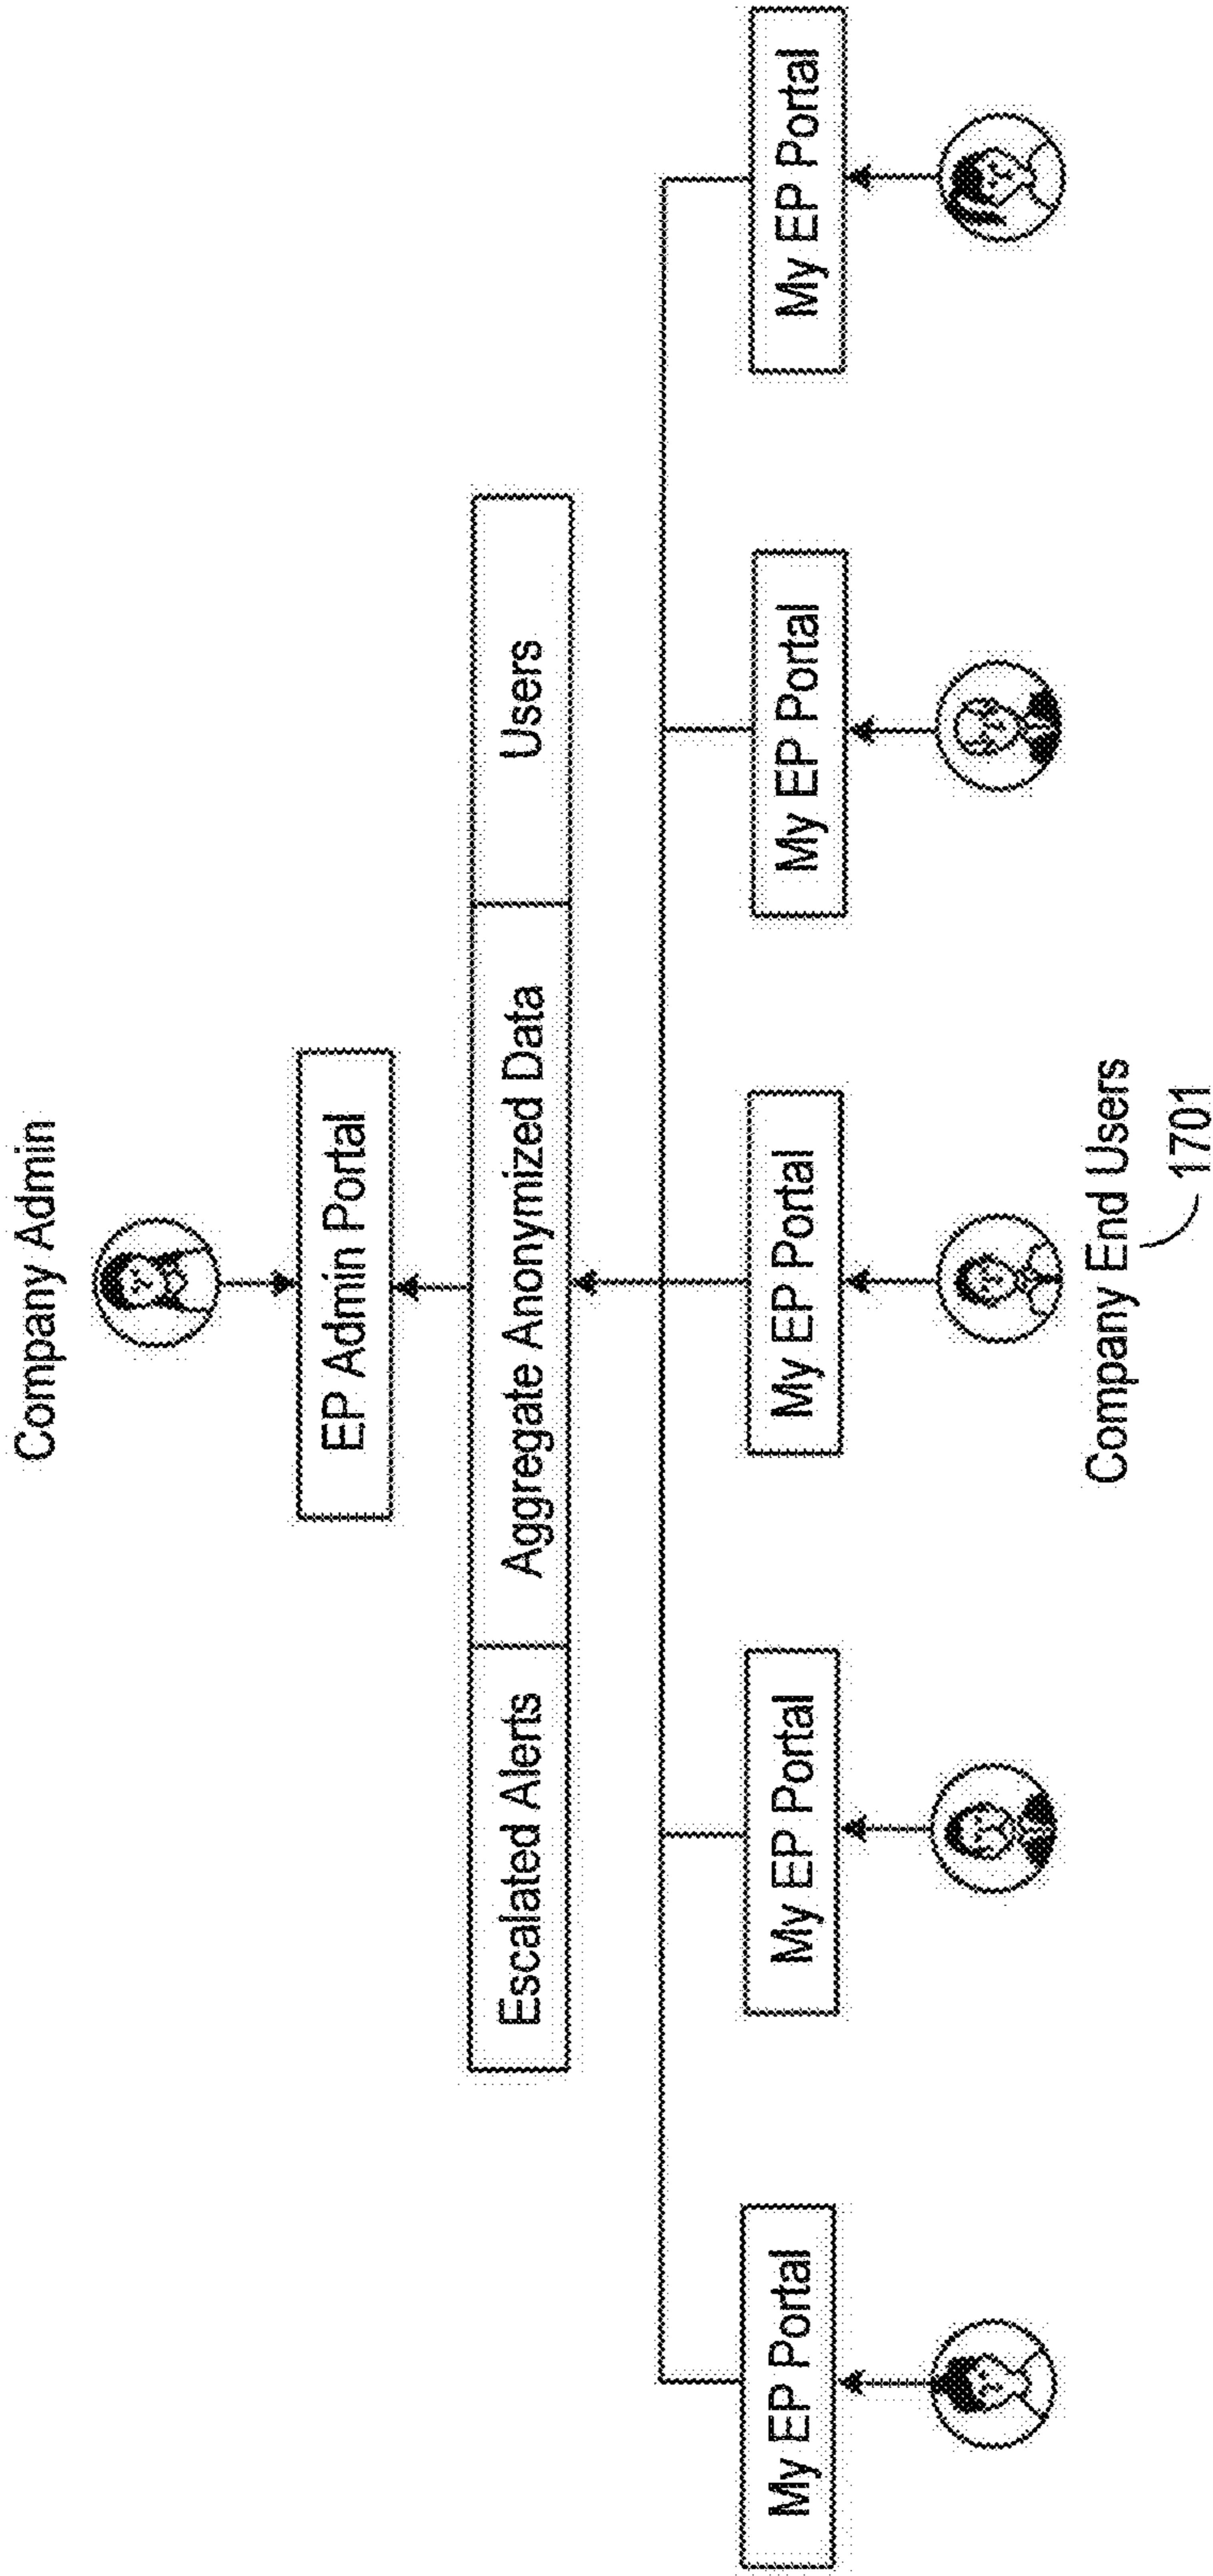 Company Admin
EP Admin Portal
Escalated Alerts
Aggregate Anonymized Data
Users
My EP Portal
My EP Portal
My EP Portal
My EP Portal
My EP Portal
Company End Users
1701